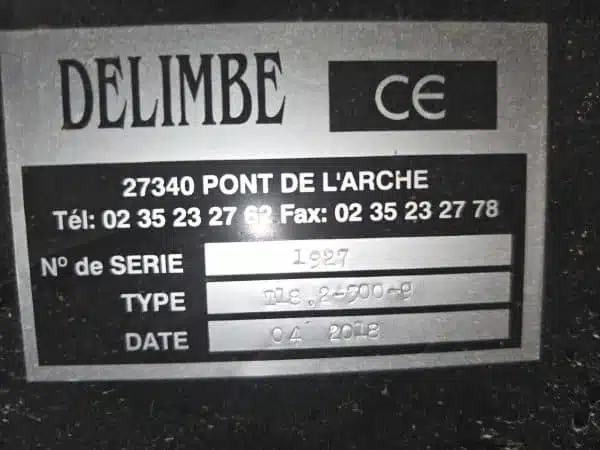 DELIMBE CE
27340 PONT DE L'ARCHE
Tél: 02 35 23 27 62 Fax: 02 35 23 27 78
N° de SERIE 1927
TYPE
DATE 04 2018